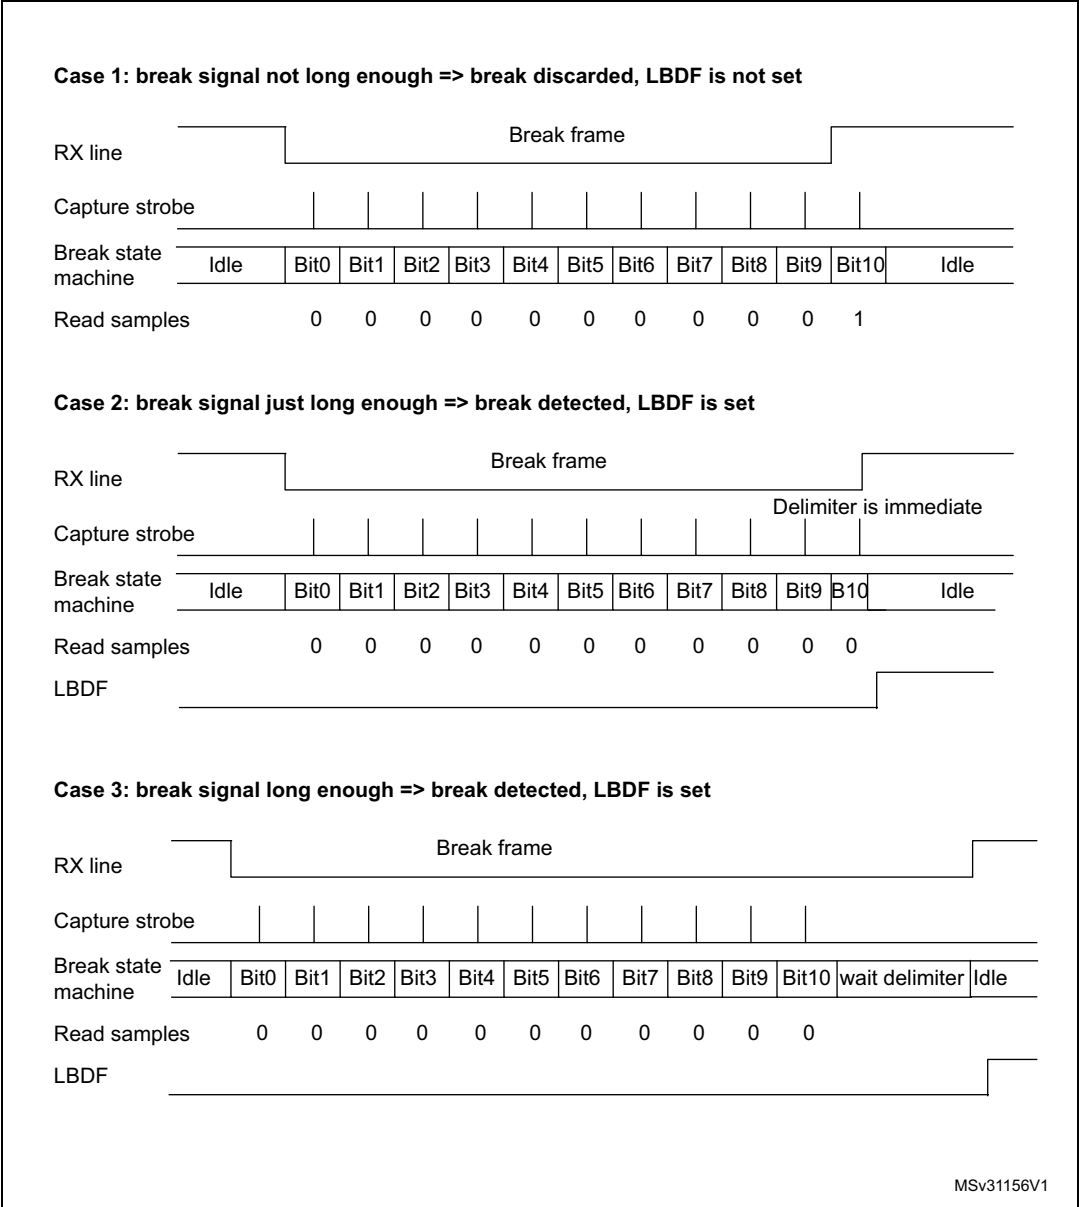 Case 1: break signal not long enough => break discarded, LBDF is not set
Break frame
RX line
Capture strobe
Break state machine
Idle Bit0 Bit1 Bit2 Bit3 Bit4 Bit5 Bit6 Bit7 Bit8 Bit9 Bit10 Idle
Read samples 0 0 0 0 0 0 0 0 0 0 1
Case 2: break signal just long enough => break detected, LBDF is set
Break frame
RX line
Delimiter is immediate
Capture strobe
Break state machine
Idle Bit0 Bit1 Bit2 Bit3 Bit4 Bit5 Bit6 Bit7 Bit8 Bit9 B10 Idle
Read samples 0 0 0 0 0 0 0 0 0 0 0
LBDF
Case 3: break signal long enough => break detected, LBDF is set
Break frame
RX line
Capture strobe
Break state machine
Idle Bit0 Bit1 Bit2 Bit3 Bit4 Bit5 Bit6 Bit7 Bit8 Bit9 Bit10 wait delimiter Idle
Read samples 0 0 0 0 0 0 0 0 0 0 0
LBDF
MSv31156V1